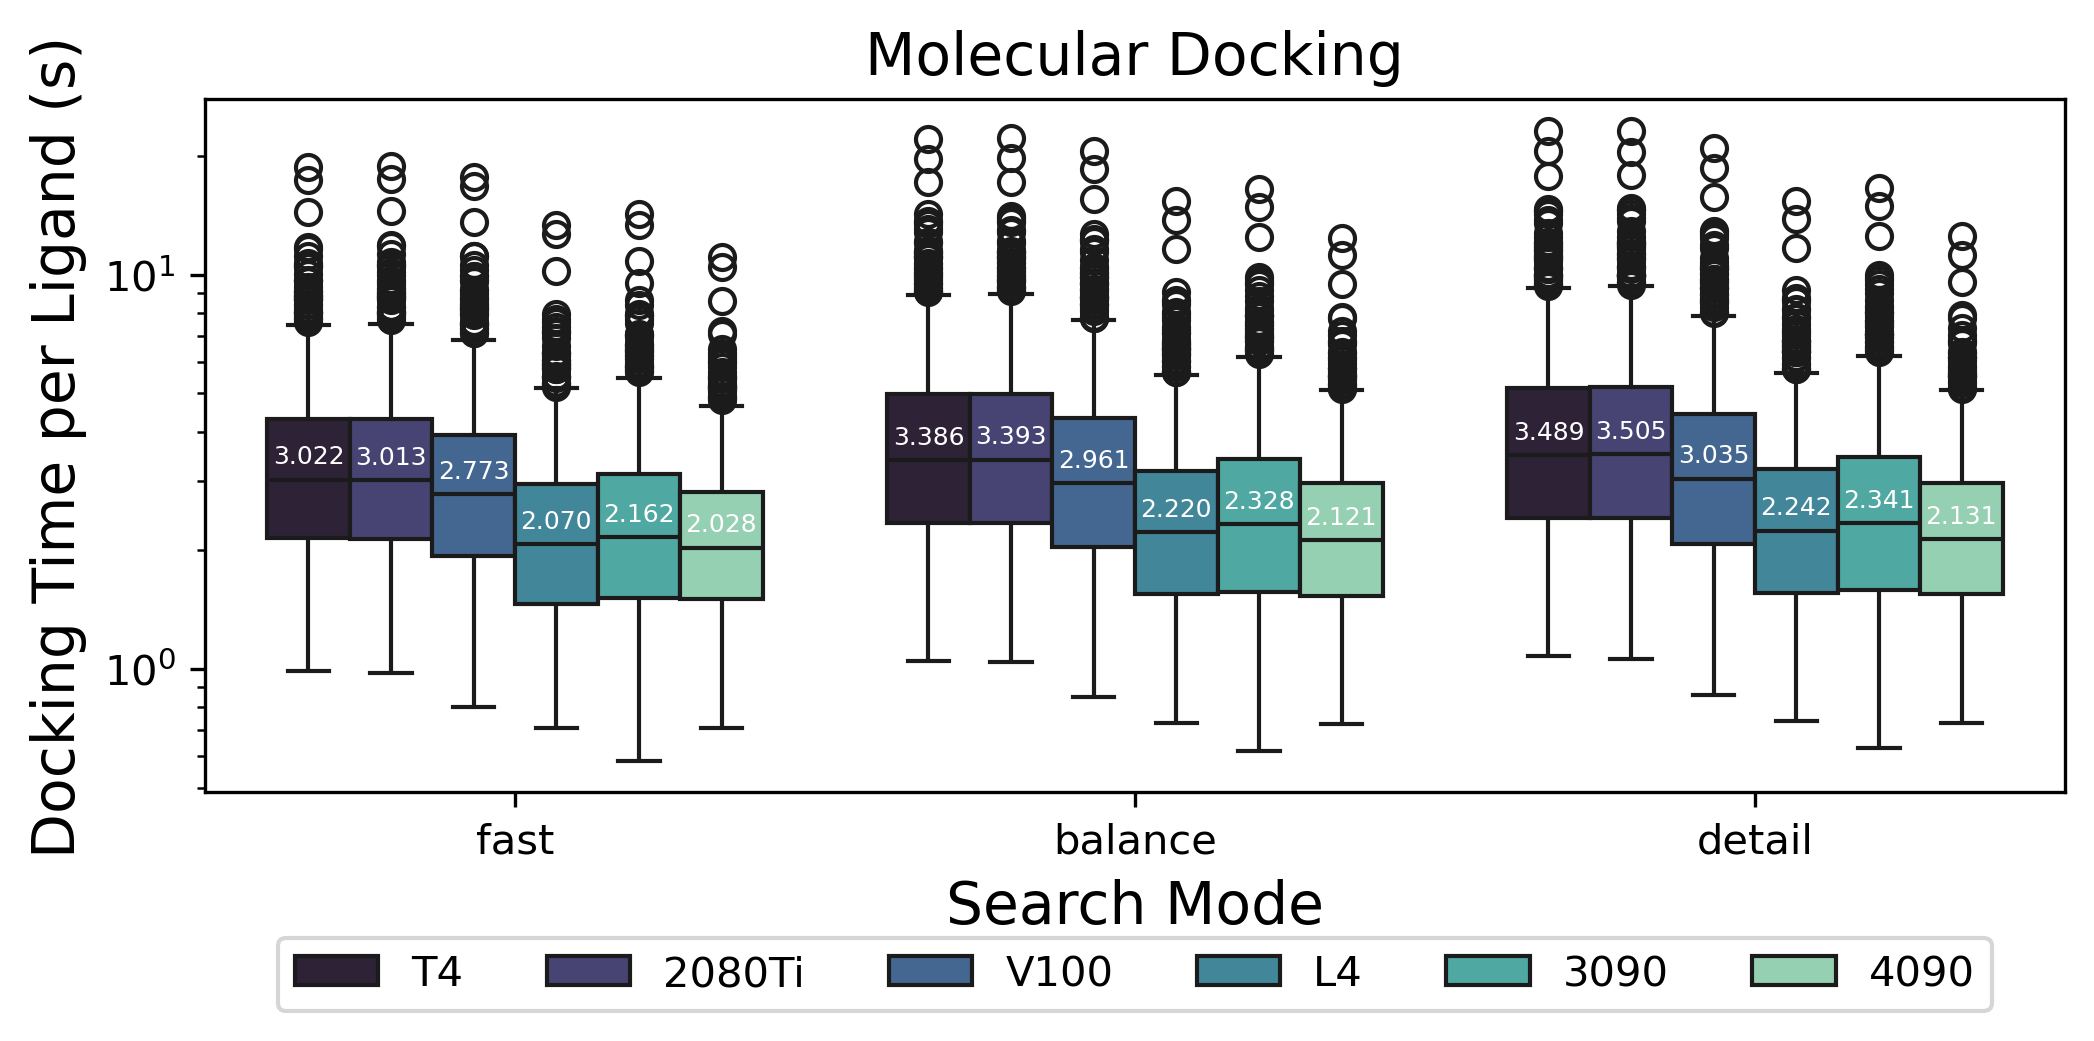 Molecular Docking
Docking Time per Ligand (s)
10¹
10⁰
3.022 3.013 2.773 2.070 2.162 2.028
3.386 3.393 2.961 2.220 2.328 2.121
3.489 3.505 3.035 2.242 2.341 2.131
fast balance detail
Search Mode
T4 2080Ti V100 L4 3090 4090